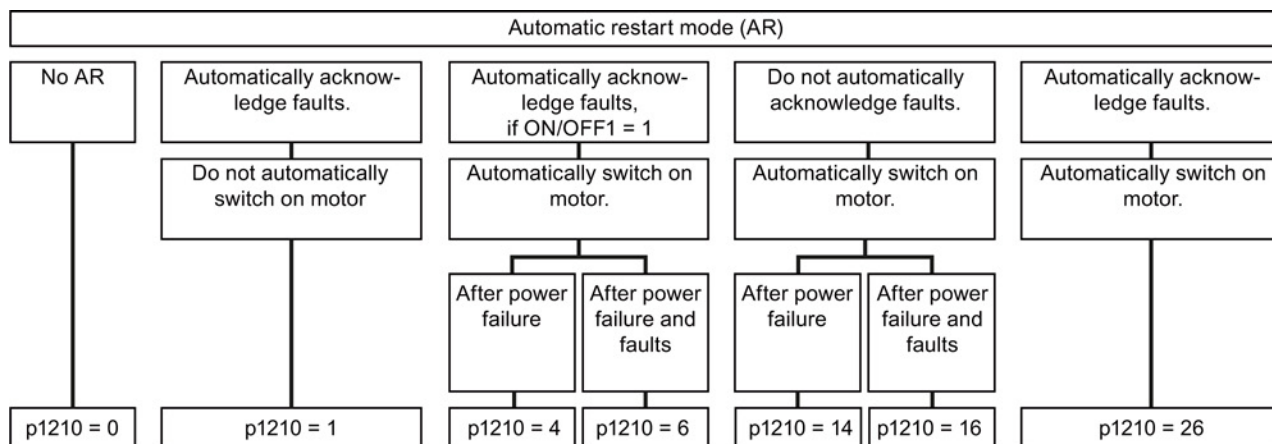 Automatic restart mode (AR)
No AR
Automatically acknow-
ledge faults.
Automatically acknow-
ledge faults,
if ON/OFF1 = 1
Do not automatically
acknowledge faults.
Automatically acknow-
ledge faults.
Do not automatically
switch on motor
Automatically switch on
motor.
Automatically switch on
motor.
Automatically switch on
motor.
After power
failure
After power
failure and
faults
After power
failure
After power
failure and
faults
p1210 = 0
p1210 = 1
p1210 = 4
p1210 = 6
p1210 = 14
p1210 = 16
p1210 = 26